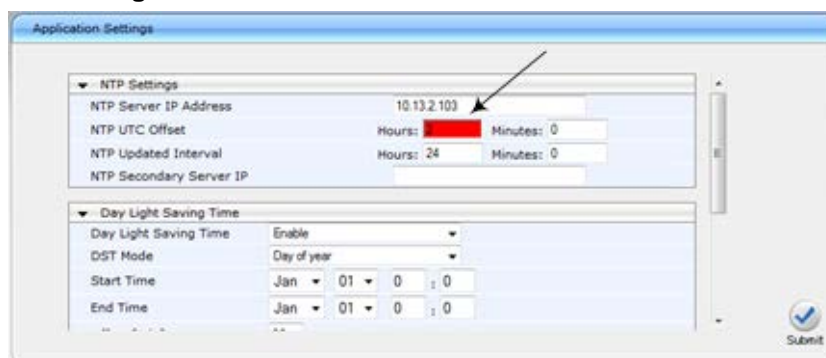 Application Settings
NTP Settings
NTP Server IP Address 10.13.2.103
NTP UTC Offset Hours: Minutes: 0
NTP Updated Interval Hours: 24 Minutes: 0
NTP Secondary Server IP
Day Light Saving Time
Day Light Saving Time Enable
DST Mode Day of year
Start Time Jan 01 0 : 0
End Time Jan 01 0 : 0
Submit